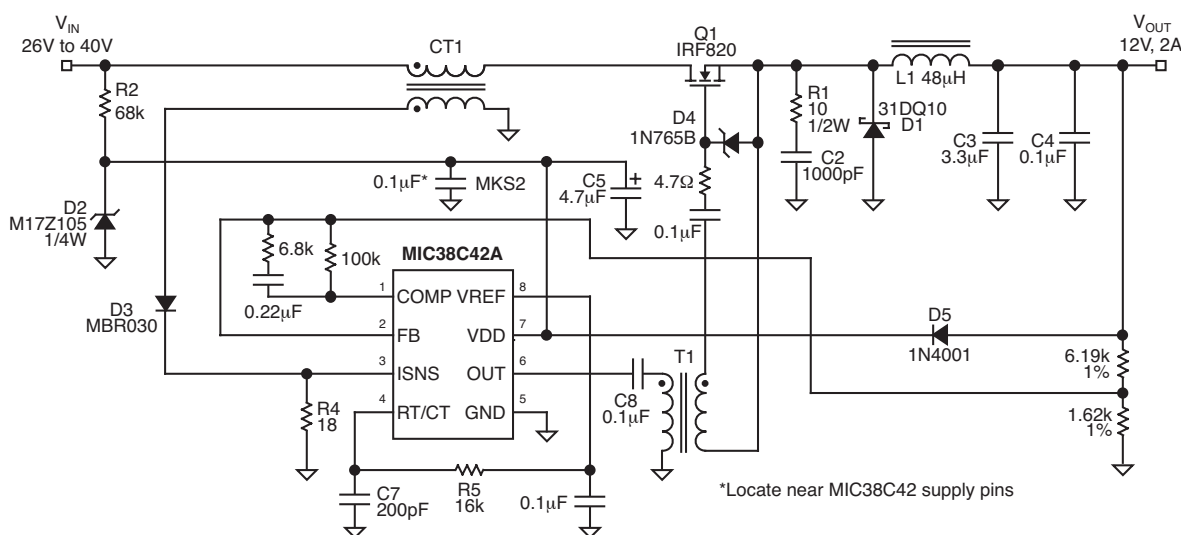 VIN
26V to 40V
CT1
Q1
IRF820
VOUT
12V, 2A
R2
68k
L1 48µH
D4
1N765B
R1
10
1/2W
31DQ10
D1
C2
1000pF
C3
3.3µF
C4
0.1µF
0.1µF*
MKS2
C5
4.7µF
+
4.7Ω
0.1µF
D2
M17Z105
1/4W
6.8k
100k
0.22µF
MIC38C42A
1
COMP
VREF
8
2
FB
VDD
7
3
ISNS
OUT
6
4
RT/CT
GND
5
D3
MBR030
D5
1N4001
T1
6.19k
1%
1.62k
1%
C8
0.1µF
R4
18
C7
200pF
R5
16k
0.1µF
*Locate near MIC38C42 supply pins